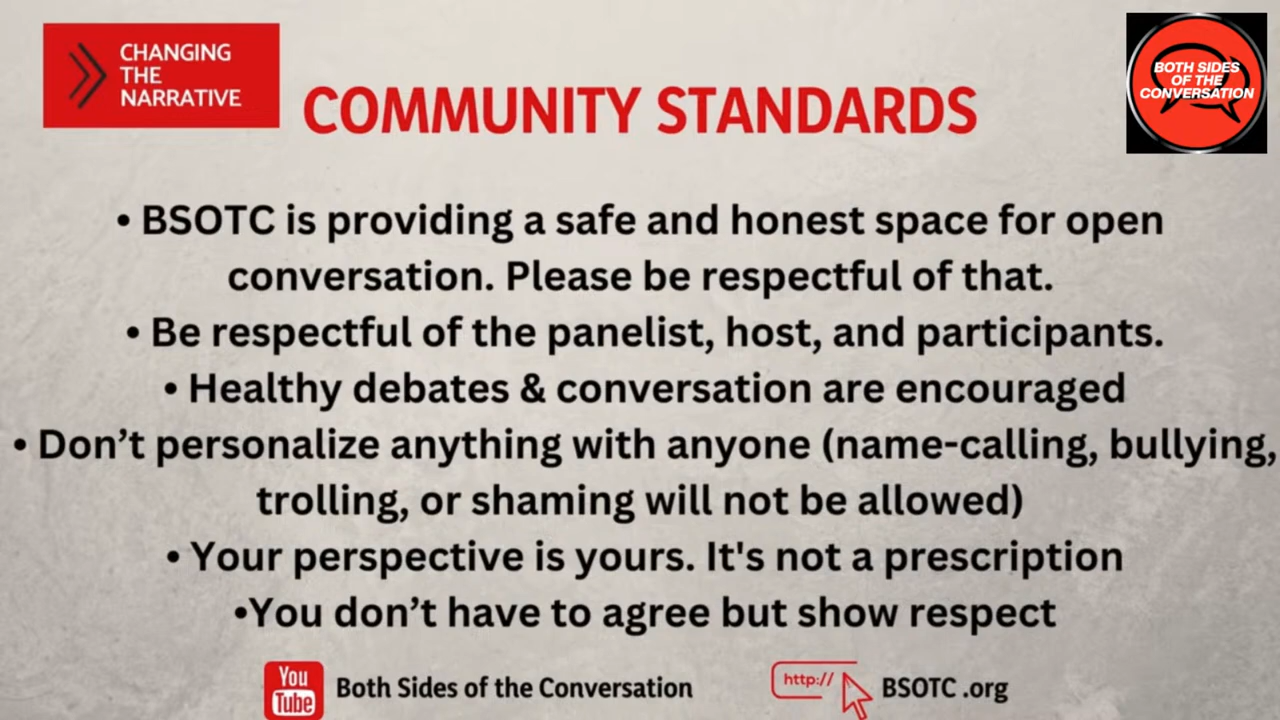 CHANGING
THE
NARRATIVE
COMMUNITY STANDARDS
BOTH SIDES
OF THE
CONVERSATION
• BSOTC is providing a safe and honest space for open
conversation. Please be respectful of that.
• Be respectful of the panelist, host, and participants.
• Healthy debates & conversation are encouraged
• Don’t personalize anything with anyone (name-calling, bullying,
trolling, or shaming will not be allowed)
• Your perspective is yours. It's not a prescription
•You don’t have to agree but show respect
You
Tube
Both Sides of the Conversation
http://
BSOTC .org